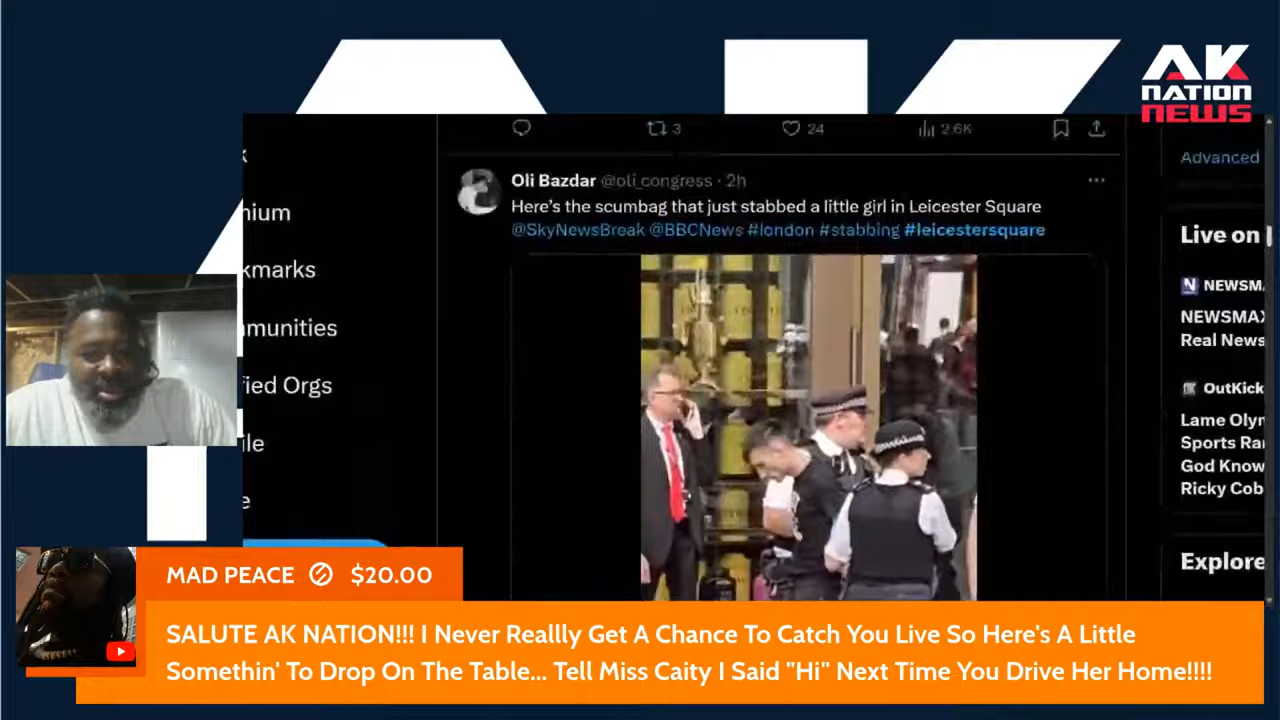 AK
NATION
NEWS
3
24
2.6K
Advanced
Oli Bazdar @oli_congress · 2h
Here's the scumbag that just stabbed a little girl in Leicester Square
@SkyNewsBreak @BBCNews #london #stabbing #leicestersquare
k
nium
kmarks
munities
fied Orgs
ile
e
Live on
N NEWSMA
NEWSMAX
Real News
OutKick
Lame Olyn
Sports Rai
God Know
Ricky Cob
Explore
MAD PEACE $20.00
SALUTE AK NATION!!! I Never Reallly Get A Chance To Catch You Live So Here's A Little
Somethin' To Drop On The Table... Tell Miss Caity I Said "Hi" Next Time You Drive Her Home!!!!